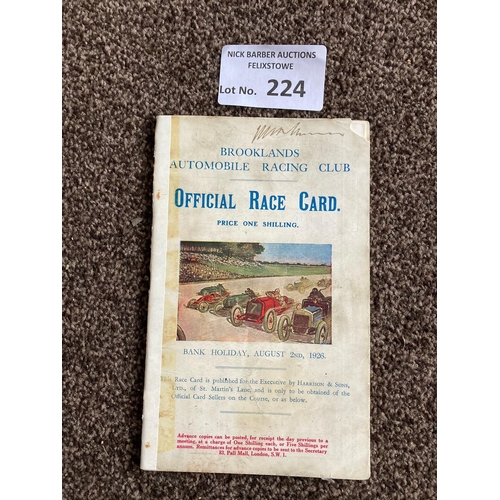 NICK BARBER AUCTIONS
FELIXSTOWE
Lot No. 224
BROOKLANDS
AUTOMOBILE RACING CLUB
OFFICIAL RACE CARD.
PRICE ONE SHILLING.
BANK HOLIDAY, AUGUST 2ND, 1926.
Race Card is published for the Executive by HARRISON & SONS,
LTD., of St. Martin's Lane, and is only to be obtained of the
Official Card Sellers on the Course, or as below.
Advance copies can be posted, for receipt the day previous to a
meeting, at a charge of One Shilling each, or Five Shillings per
annum. Remittances for advance copies to be sent to the Secretary
32, Pall Mall, London, S.W. 1.